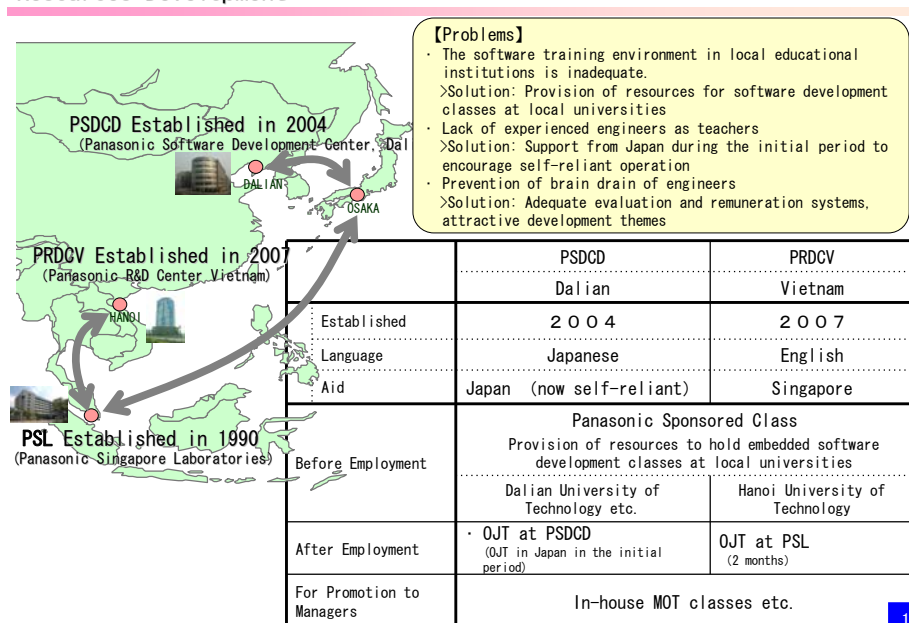 【Problems】
・ The software training environment in local educational
institutions is inadequate.
>Solution: Provision of resources for software development
classes at local universities
・ Lack of experienced engineers as teachers
>Solution: Support from Japan during the initial period to
encourage self-reliant operation
・ Prevention of brain drain of engineers
>Solution: Adequate evaluation and remuneration systems,
attractive development themes
PSDCD Established in 2004
(Panasonic Software Development Center, Dal
DALIAN
OSAKA
PRDCV Established in 2007
(Panasonic R&D Center Vietnam)
HANOI
PSL Established in 1990
(Panasonic Singapore Laboratories)
PSDCD PRDCV
Dalian Vietnam
Established 2004 2007
Language Japanese English
Aid Japan (now self-reliant) Singapore
Before Employment
Panasonic Sponsored Class
Provision of resources to hold embedded software
development classes at local universities
Dalian University of
Technology etc.
Hanoi University of
Technology
After Employment
・ OJT at PSDCD
(OJT in Japan in the initial
period)
OJT at PSL
(2 months)
For Promotion to
Managers
In-house MOT classes etc.
1